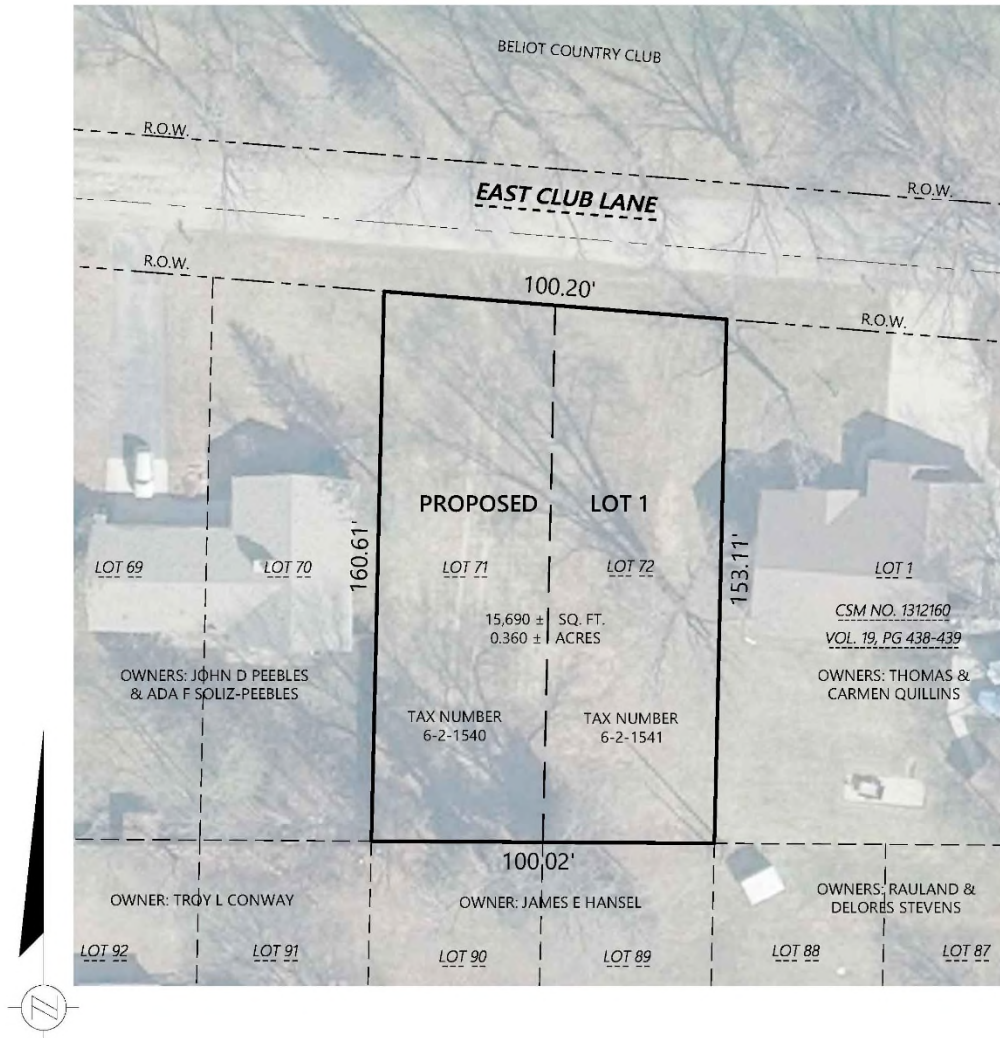 BELIOT COUNTRY CLUB
R.O.W.
EAST CLUB LANE
R.O.W.
R.O.W.
100.20'
R.O.W.
PROPOSED LOT 1
160.61'
153.11'
LOT 69
LOT 70
LOT 71
LOT 72
LOT 1
CSM NO. 1312160
VOL. 19, PG 438-439
15,690 ± SQ. FT.
0.360 ± ACRES
OWNERS: JOHN D PEEBLES
& ADA F SOLIZ-PEEBLES
OWNERS: THOMAS &
CARMEN QUILLINS
TAX NUMBER
6-2-1540
TAX NUMBER
6-2-1541
100.02'
OWNER: TROY L CONWAY
OWNER: JAMES E HANSEL
OWNERS: RAULAND &
DELORES STEVENS
LOT 92
LOT 91
LOT 90
LOT 89
LOT 88
LOT 87
N